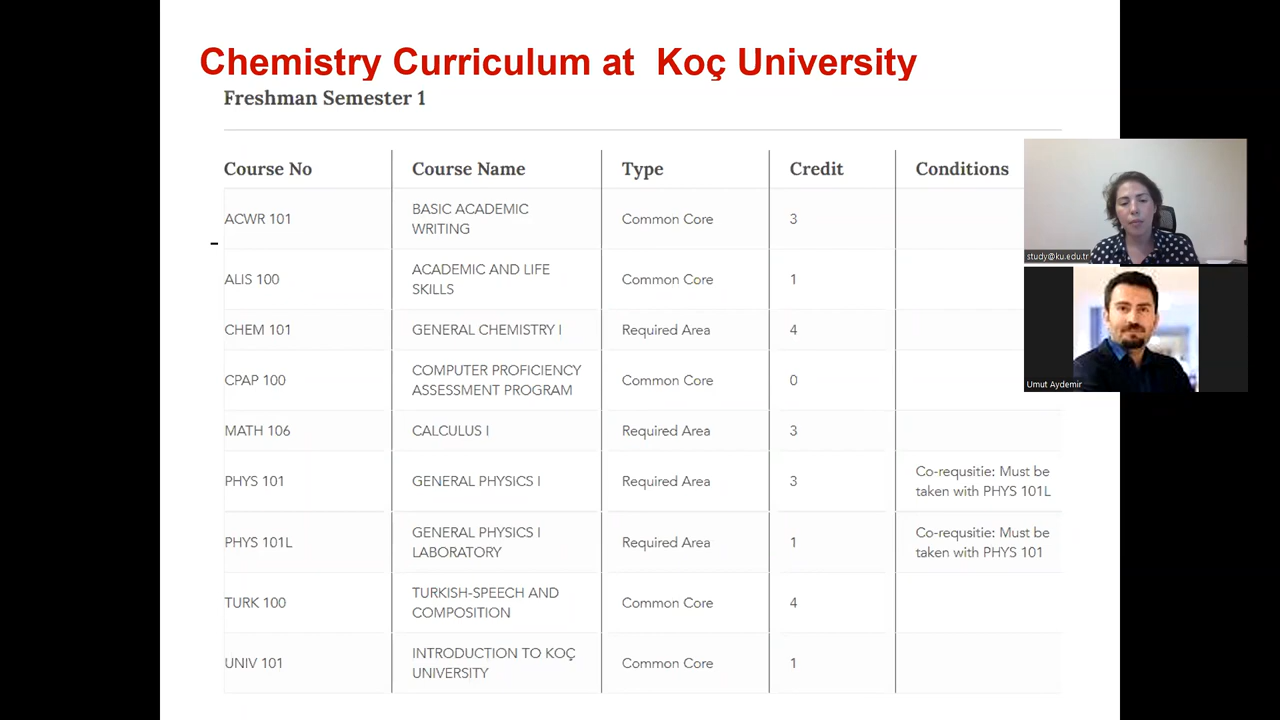 Chemistry Curriculum at Koç University
Freshman Semester 1
Course No Course Name Type Credit Conditions
ACWR 101 BASIC ACADEMIC WRITING Common Core 3
ALIS 100 ACADEMIC AND LIFE SKILLS Common Core 1
CHEM 101 GENERAL CHEMISTRY I Required Area 4
CPAP 100 COMPUTER PROFICIENCY ASSESSMENT PROGRAM Common Core 0
MATH 106 CALCULUS I Required Area 3
PHYS 101 GENERAL PHYSICS I Required Area 3 Co-requsitie: Must be taken with PHYS 101L
PHYS 101L GENERAL PHYSICS I LABORATORY Required Area 1 Co-requsitie: Must be taken with PHYS 101
TURK 100 TURKISH-SPEECH AND COMPOSITION Common Core 4
UNIV 101 INTRODUCTION TO KOÇ UNIVERSITY Common Core 1
study@ku.edu.tr
Umut Aydemir